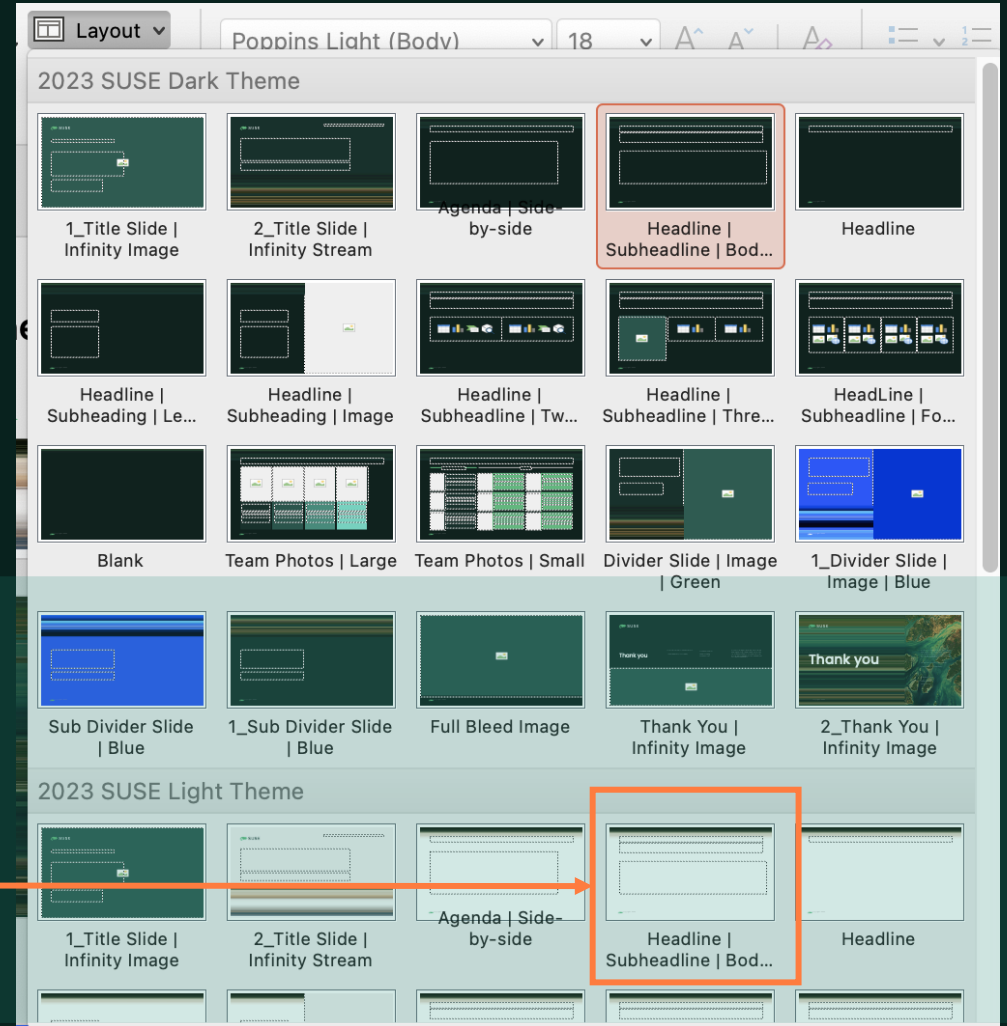 Layout
Poppins Light (Body)
18
2023 SUSE Dark Theme
1_Title Slide |
Infinity Image
2_Title Slide |
Infinity Stream
Agenda | Side-
by-side
Headline |
Subheadline | Bod...
Headline
Headline |
Subheading | Le...
Headline |
Subheading | Image
Headline |
Subheadline | Tw...
Headline |
Subheadline | Thre...
HeadLine |
Subheadline | Fo...
Blank
Team Photos | Large
Team Photos | Small
Divider Slide | Image
| Green
1_Divider Slide |
Image | Blue
Thank you
Thank you
Sub Divider Slide
| Blue
1_Sub Divider Slide
| Blue
Full Bleed Image
Thank You |
Infinity Image
2_Thank You |
Infinity Image
2023 SUSE Light Theme
1_Title Slide |
Infinity Image
2_Title Slide |
Infinity Stream
Agenda | Side-
by-side
Headline |
Subheadline | Bod...
Headline